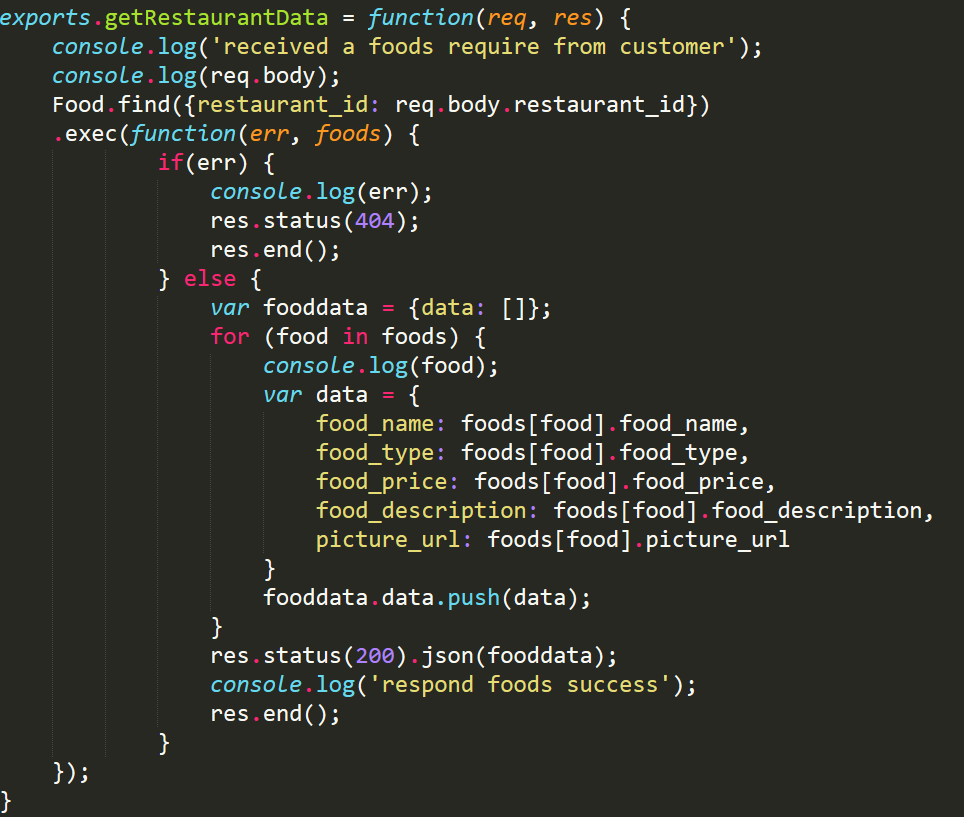 exports.getRestaurantData = function(req, res) {
    console.log('received a foods require from customer');
    console.log(req.body);
    Food.find({restaurant_id: req.body.restaurant_id})
    .exec(function(err, foods) {
            if(err) {
                console.log(err);
                res.status(404);
                res.end();
            } else {
                var fooddata = {data: []};
                for (food in foods) {
                    console.log(food);
                    var data = {
                        food_name: foods[food].food_name,
                        food_type: foods[food].food_type,
                        food_price: foods[food].food_price,
                        food_description: foods[food].food_description,
                        picture_url: foods[food].picture_url
                    }
                    fooddata.data.push(data);
                }
                res.status(200).json(fooddata);
                console.log('respond foods success');
                res.end();
            }
    });
}